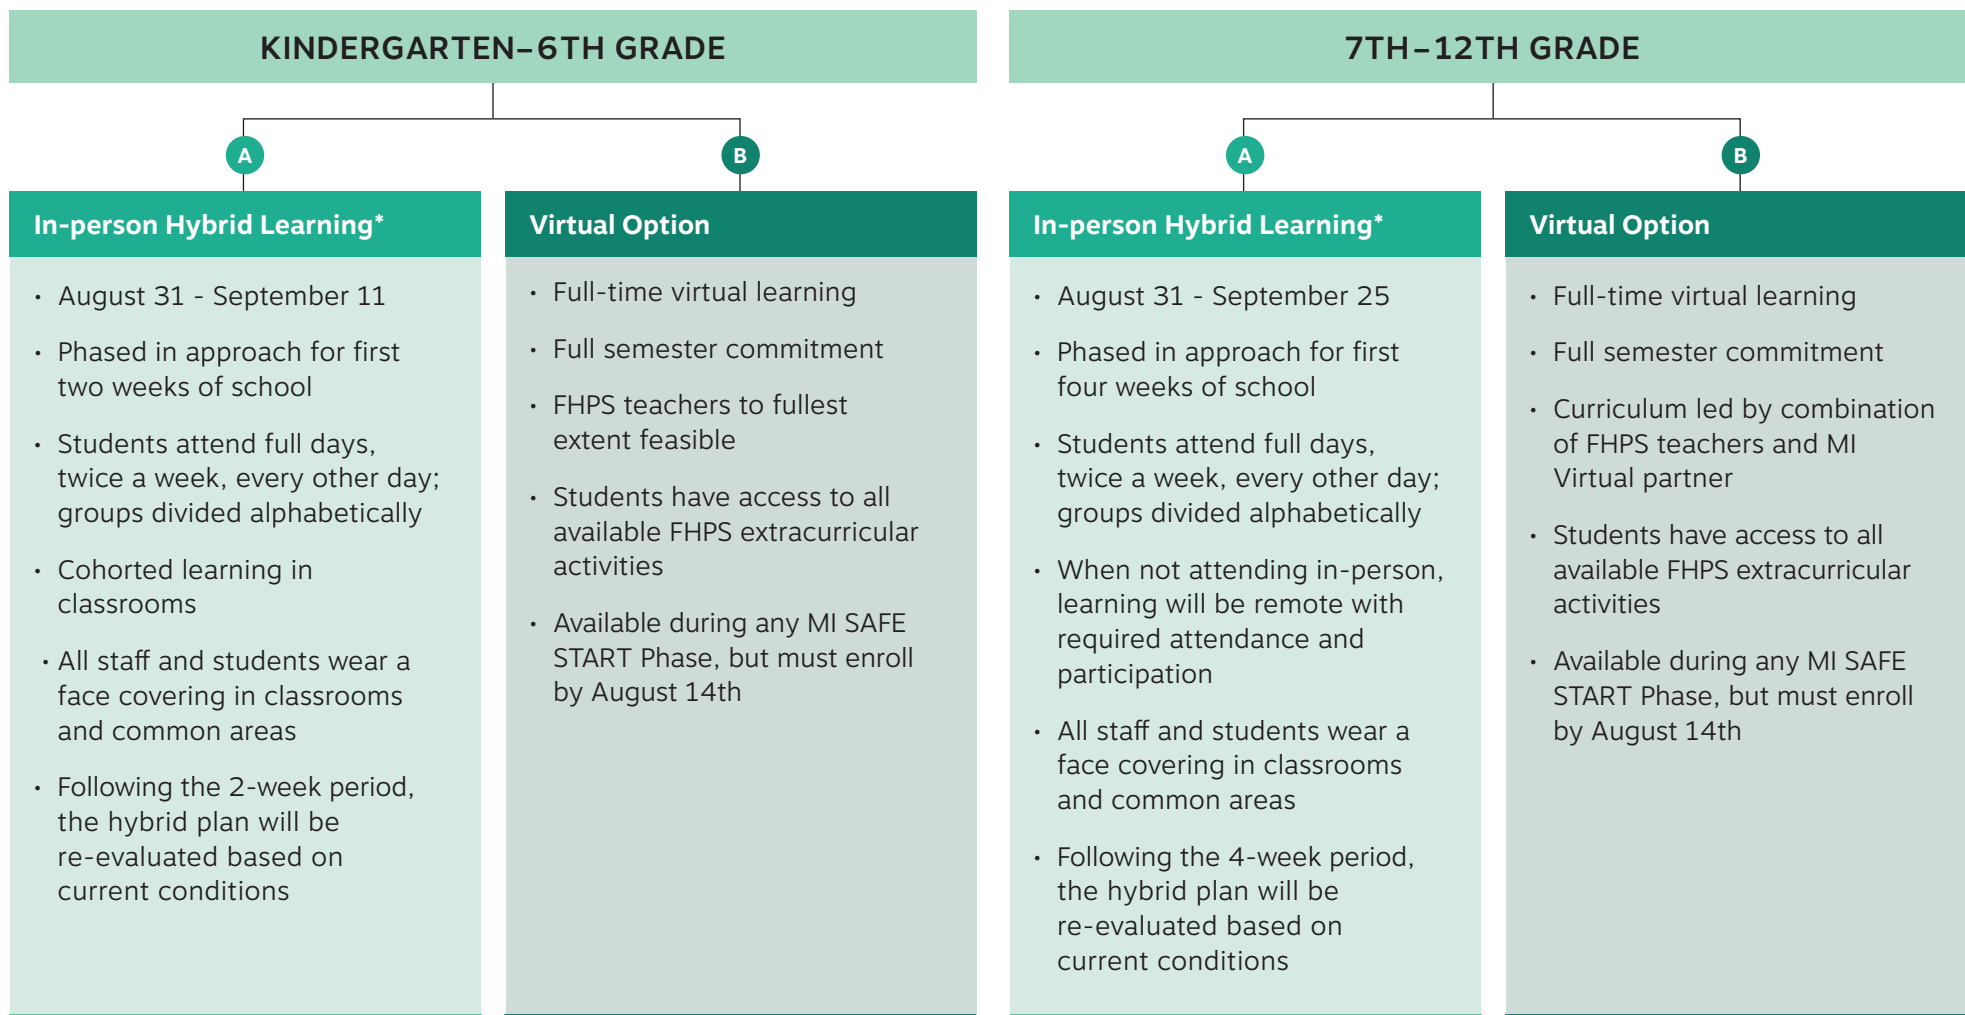 KINDERGARTEN–6TH GRADE
A
B
In-person Hybrid Learning*
• August 31 - September 11
• Phased in approach for first
two weeks of school
• Students attend full days,
twice a week, every other day;
groups divided alphabetically
• Cohorted learning in
classrooms
• All staff and students wear a
face covering in classrooms
and common areas
• Following the 2-week period,
the hybrid plan will be
re-evaluated based on
current conditions
Virtual Option
• Full-time virtual learning
• Full semester commitment
• FHPS teachers to fullest
extent feasible
• Students have access to all
available FHPS extracurricular
activities
• Available during any MI SAFE
START Phase, but must enroll
by August 14th
7TH–12TH GRADE
A
B
In-person Hybrid Learning*
• August 31 - September 25
• Phased in approach for first
four weeks of school
• Students attend full days,
twice a week, every other day;
groups divided alphabetically
• When not attending in-person,
learning will be remote with
required attendance and
participation
• All staff and students wear a
face covering in classrooms
and common areas
• Following the 4-week period,
the hybrid plan will be
re-evaluated based on
current conditions
Virtual Option
• Full-time virtual learning
• Full semester commitment
• Curriculum led by combination
of FHPS teachers and MI
Virtual partner
• Students have access to all
available FHPS extracurricular
activities
• Available during any MI SAFE
START Phase, but must enroll
by August 14th